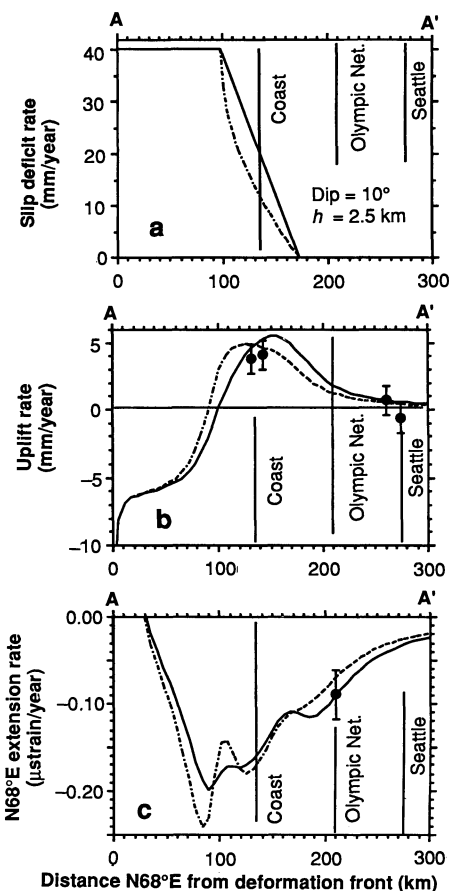 A A'
40
30
20
10
0
Slip deficit rate
(mm/year)
Coast
Olympic Net.
Seattle
Dip = 10°
h = 2.5 km
a
0 100 200 300
A A'
5
0
−5
−10
Uplift rate
(mm/year)
Coast
Olympic Net.
Seattle
b
0 100 200 300
A A'
0.00
−0.10
−0.20
N68°E extension rate
(μstrain/year)
Coast
Olympic Net.
Seattle
c
0 100 200 300
Distance N68°E from deformation front (km)